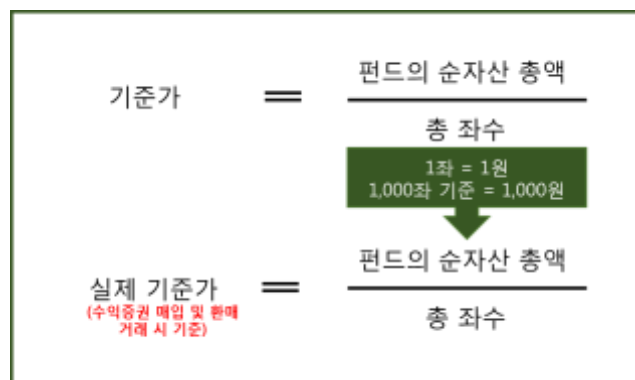 기준가 = 펀드의 순자산 총액
총 좌수
1좌 = 1원
1,000좌 기준 = 1,000원
실제 기준가 = 펀드의 순자산 총액
(수익증권 매입 및 환매
거래 시 기준)
총 좌수